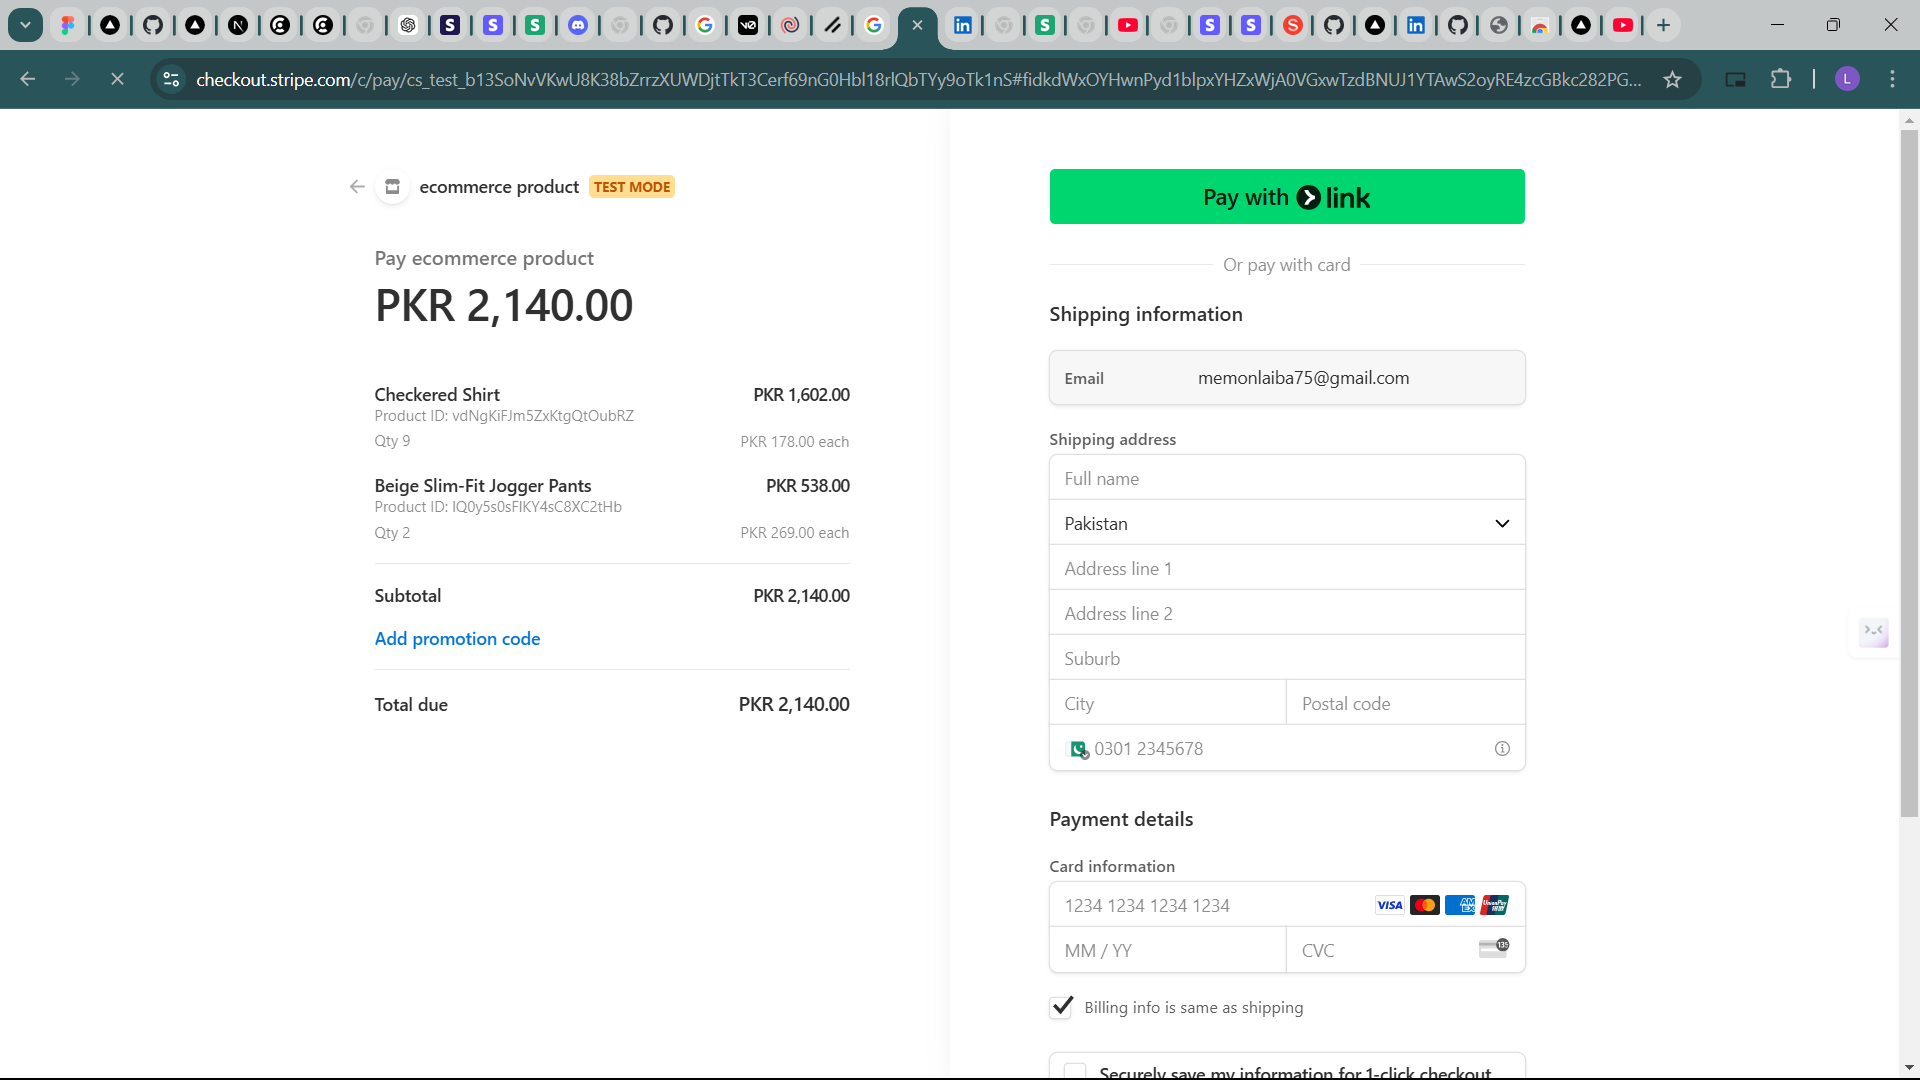 checkout.stripe.com/c/pay/cs_test_b13SoNvVKwU8K38bZrrzXUWDjtTkT3Cerf69nG0Hbl18rlQbTYy9oTk1nS#fidkdWxOYHwnPyd1blpxYHZxWjA0VGxwTzdBNUJ1YTAwS2oyRE4zcGBkc282PG...
L
ecommerce product TEST MODE
Pay ecommerce product
PKR 2,140.00
Checkered Shirt PKR 1,602.00
Product ID: vdNgKiFJm5ZxKtgQtOubRZ
Qty 9 PKR 178.00 each
Beige Slim-Fit Jogger Pants PKR 538.00
Product ID: IQ0y5s0sFIKY4sC8XC2tHb
Qty 2 PKR 269.00 each
Subtotal PKR 2,140.00
Add promotion code
Total due PKR 2,140.00
Pay with link
Or pay with card
Shipping information
Email memonlaiba75@gmail.com
Shipping address
Full name
Pakistan
Address line 1
Address line 2
Suburb
City Postal code
0301 2345678
Payment details
Card information
1234 1234 1234 1234 VISA
MM / YY CVC 135
Billing info is same as shipping
Securely save my information for 1-click checkout